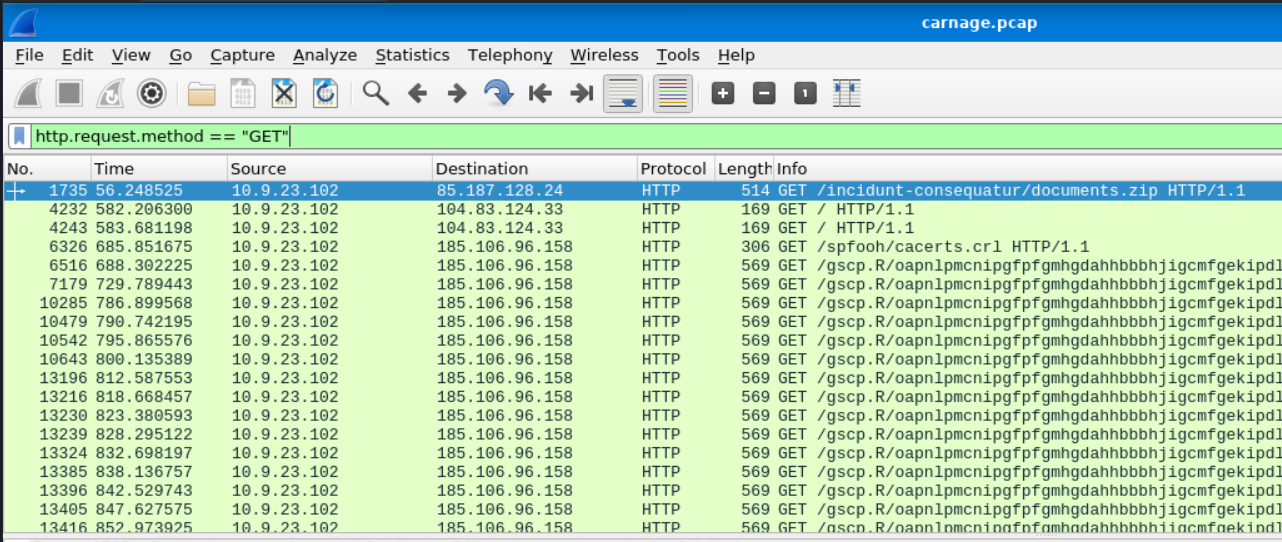 carnage.pcap
File Edit View Go Capture Analyze Statistics Telephony Wireless Tools Help
http.request.method == "GET"
No. Time Source Destination Protocol Length Info
1735 56.248525 10.9.23.102 85.187.128.24 HTTP 514 GET /incidunt-consequatur/documents.zip HTTP/1.1
4232 582.206300 10.9.23.102 104.83.124.33 HTTP 169 GET / HTTP/1.1
4243 583.681198 10.9.23.102 104.83.124.33 HTTP 169 GET / HTTP/1.1
6326 685.851675 10.9.23.102 185.106.96.158 HTTP 306 GET /spfooh/cacerts.crl HTTP/1.1
6516 688.302225 10.9.23.102 185.106.96.158 HTTP 569 GET /gscp.R/oapnlpmcnipgfpfgmhgdahhbbbhjigcmfgekipdl
7179 729.789443 10.9.23.102 185.106.96.158 HTTP 569 GET /gscp.R/oapnlpmcnipgfpfgmhgdahhbbbhjigcmfgekipdl
10285 786.899568 10.9.23.102 185.106.96.158 HTTP 569 GET /gscp.R/oapnlpmcnipgfpfgmhgdahhbbbhjigcmfgekipdl
10479 790.742195 10.9.23.102 185.106.96.158 HTTP 569 GET /gscp.R/oapnlpmcnipgfpfgmhgdahhbbbhjigcmfgekipdl
10542 795.865576 10.9.23.102 185.106.96.158 HTTP 569 GET /gscp.R/oapnlpmcnipgfpfgmhgdahhbbbhjigcmfgekipdl
10643 800.135389 10.9.23.102 185.106.96.158 HTTP 569 GET /gscp.R/oapnlpmcnipgfpfgmhgdahhbbbhjigcmfgekipdl
13196 812.587553 10.9.23.102 185.106.96.158 HTTP 569 GET /gscp.R/oapnlpmcnipgfpfgmhgdahhbbbhjigcmfgekipdl
13216 818.668457 10.9.23.102 185.106.96.158 HTTP 569 GET /gscp.R/oapnlpmcnipgfpfgmhgdahhbbbhjigcmfgekipdl
13230 823.380593 10.9.23.102 185.106.96.158 HTTP 569 GET /gscp.R/oapnlpmcnipgfpfgmhgdahhbbbhjigcmfgekipdl
13239 828.295122 10.9.23.102 185.106.96.158 HTTP 569 GET /gscp.R/oapnlpmcnipgfpfgmhgdahhbbbhjigcmfgekipdl
13324 832.698197 10.9.23.102 185.106.96.158 HTTP 569 GET /gscp.R/oapnlpmcnipgfpfgmhgdahhbbbhjigcmfgekipdl
13385 838.136757 10.9.23.102 185.106.96.158 HTTP 569 GET /gscp.R/oapnlpmcnipgfpfgmhgdahhbbbhjigcmfgekipdl
13396 842.529743 10.9.23.102 185.106.96.158 HTTP 569 GET /gscp.R/oapnlpmcnipgfpfgmhgdahhbbbhjigcmfgekipdl
13405 847.627575 10.9.23.102 185.106.96.158 HTTP 569 GET /gscp.R/oapnlpmcnipgfpfgmhgdahhbbbhjigcmfgekipdl
13416 852.973925 10.9.23.102 185.106.96.158 HTTP 569 GET /gscp.R/oapnlpmcnipgfpfgmhgdahhbbbhjigcmfgekipdl